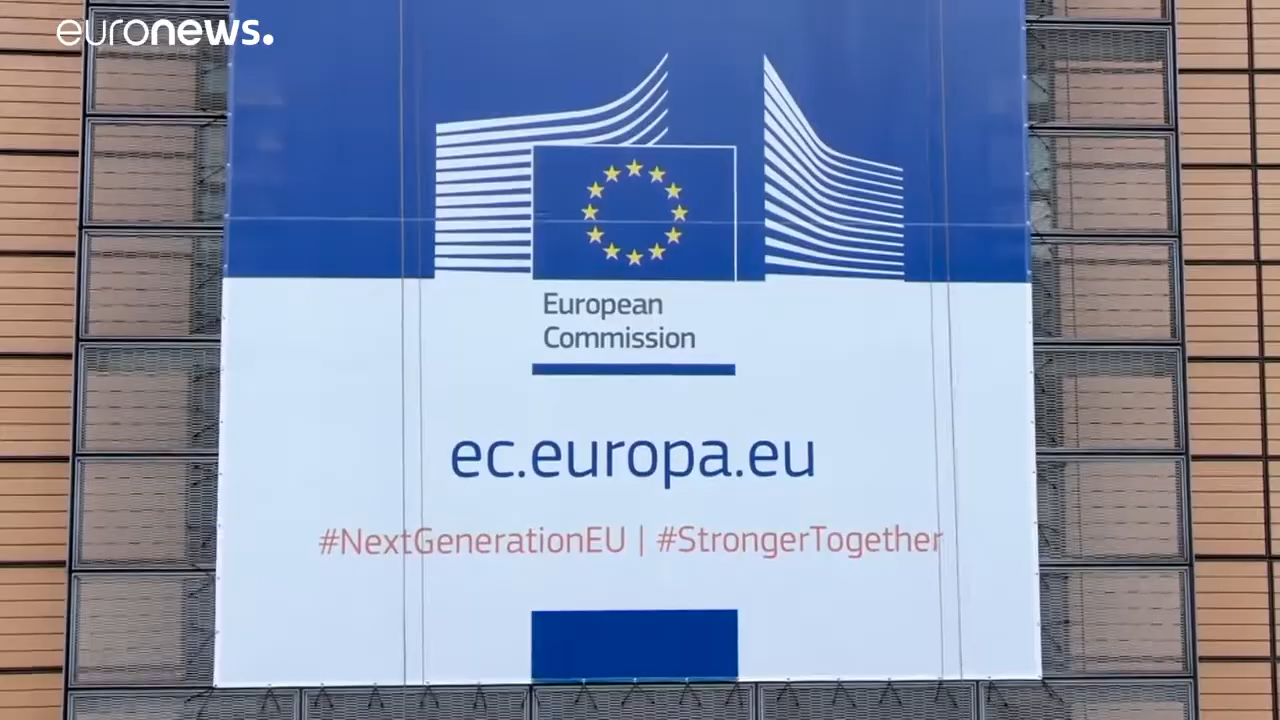 euronews.
European
Commission
ec.europa.eu
#NextGenerationEU | #StrongerTogether